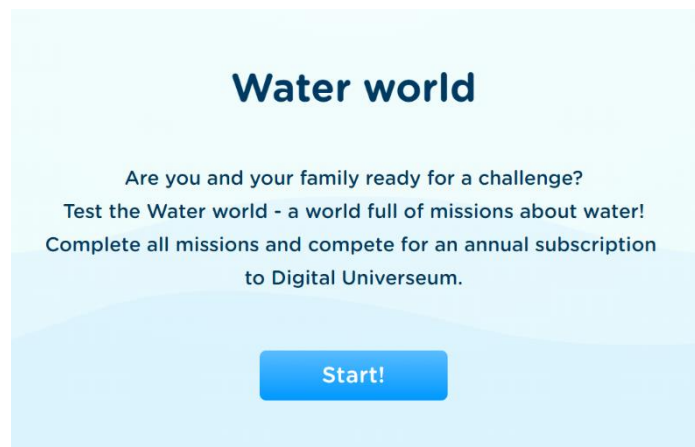 Water world
Are you and your family ready for a challenge?
Test the Water world - a world full of missions about water!
Complete all missions and compete for an annual subscription
to Digital Universeum.
Start!